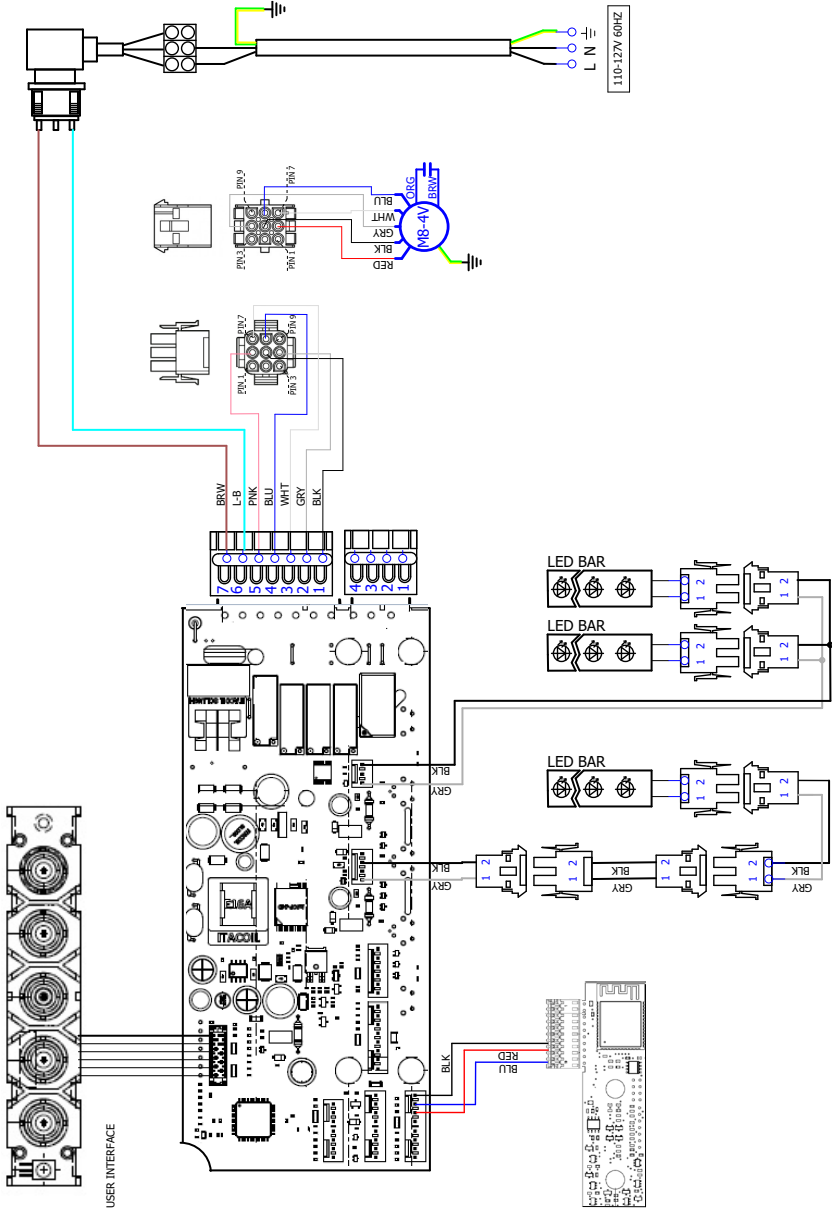 L N
110-127V 60HZ
PIN 9
PIN 7
PIN 3
PIN 1
BLU
WHT
GRY
BLK
RED
ORG
BRW
M8-4V
PIN 7
PIN 9
PIN 1
PIN 3
BRW
L-B
PNK
BLU
WHT
GRY
BLK
7
6
5
4
3
2
1
4
3
2
1
LED BAR
1 2
1 2
LED BAR
1 2
1 2
LED BAR
1 2
1 2
BLK
GRY
BLK
GRY
1 2
1 2
BLK
GRY
1 2
1 2
BLK
GRY
E16A
ITACOIL
BLK
RED
BLU
USER INTERFACE